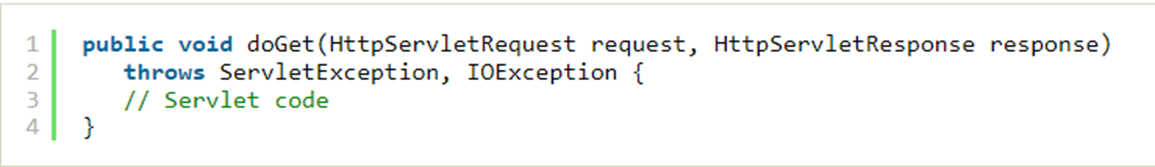 1 public void doGet(HttpServletRequest request, HttpServletResponse response)
2 throws ServletException, IOException {
3 // Servlet code
4 }